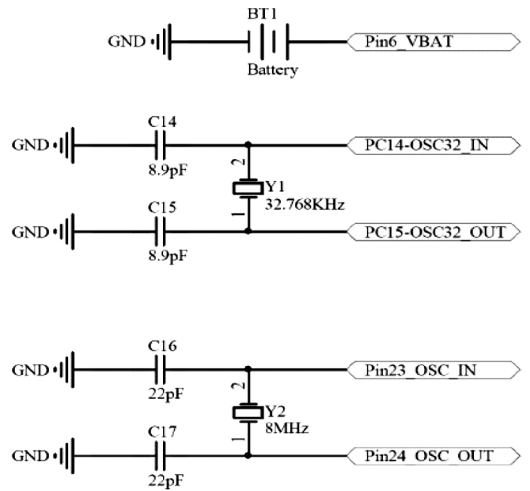 BT1
GND
Pin6_VBAT
Battery
C14
GND
PC14-OSC32_IN
8.9pF
2
Y1
32.768KHz
1
C15
GND
PC15-OSC32_OUT
8.9pF
C16
GND
Pin23_OSC_IN
22pF
2
Y2
8MHz
1
C17
GND
Pin24_OSC_OUT
22pF